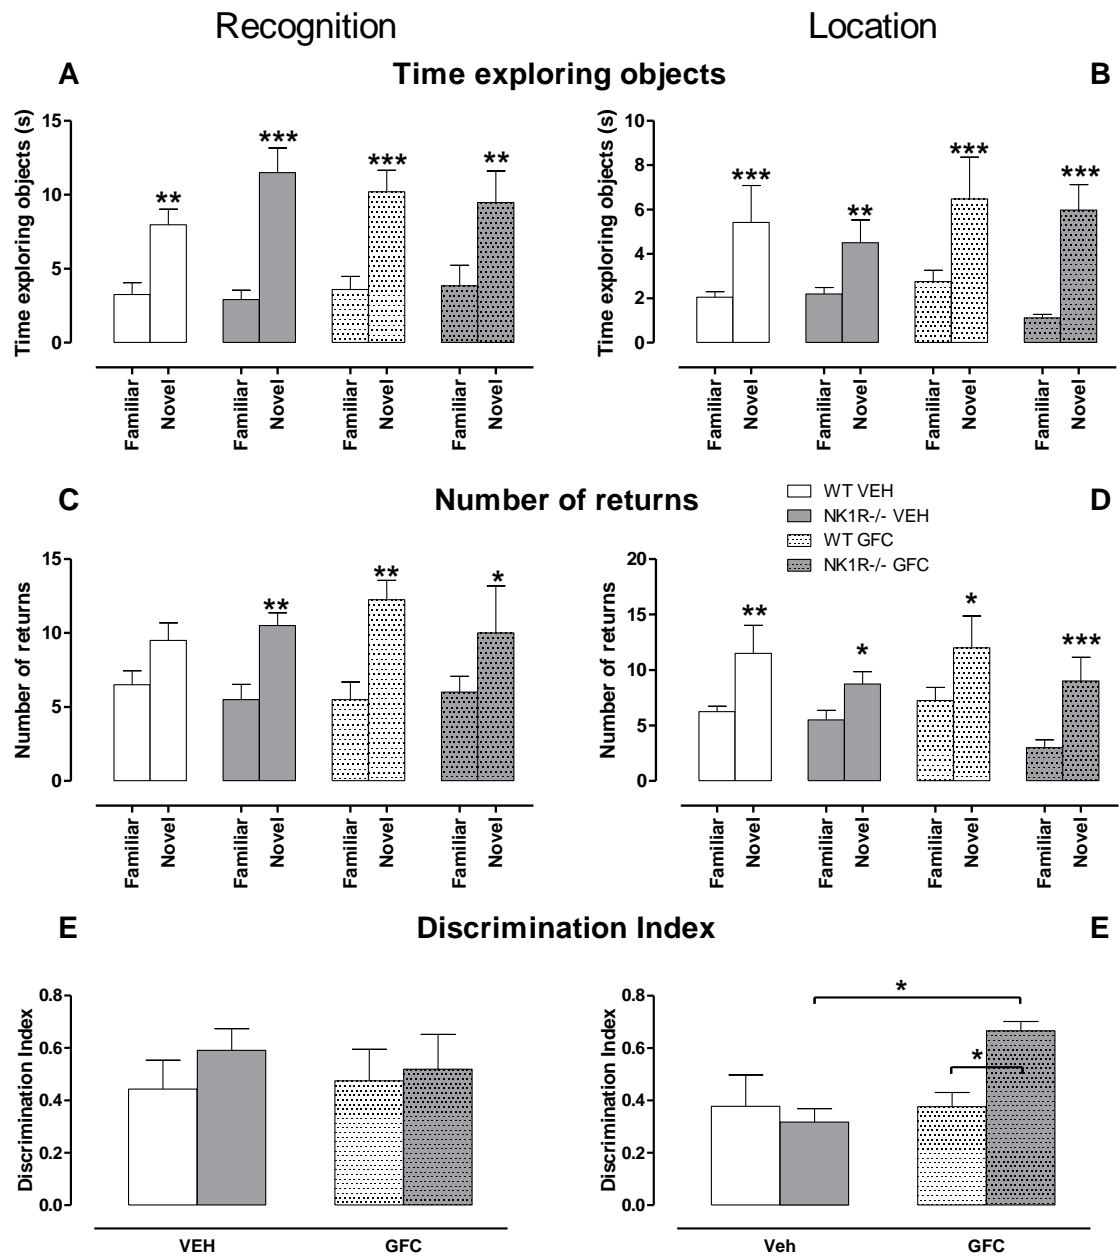 Recognition
Location
A
Time exploring objects
B
Time exploring objects (s)
15
10
5
0
**
***
***
**
Familiar
Novel
Familiar
Novel
Familiar
Novel
Familiar
Novel
Time exploring objects (s)
10
8
6
4
2
0
***
**
***
***
Familiar
Novel
Familiar
Novel
Familiar
Novel
Familiar
Novel
C
Number of returns
D
WT VEH
NK1R-/- VEH
WT GFC
NK1R-/- GFC
Number of returns
15
10
5
0
**
**
*
Familiar
Novel
Familiar
Novel
Familiar
Novel
Familiar
Novel
Number of returns
20
15
10
5
0
**
*
*
***
Familiar
Novel
Familiar
Novel
Familiar
Novel
Familiar
Novel
E
Discrimination Index
E
Discrimination Index
0.8
0.6
0.4
0.2
0.0
VEH
GFC
Discrimination Index
0.8
0.6
0.4
0.2
0.0
*
*
Veh
GFC